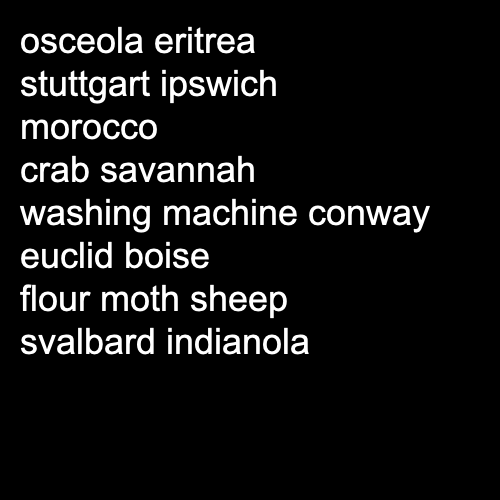 osceola eritrea
stuttgart ipswich
morocco
crab savannah
washing machine conway
euclid boise
flour moth sheep
svalbard indianola